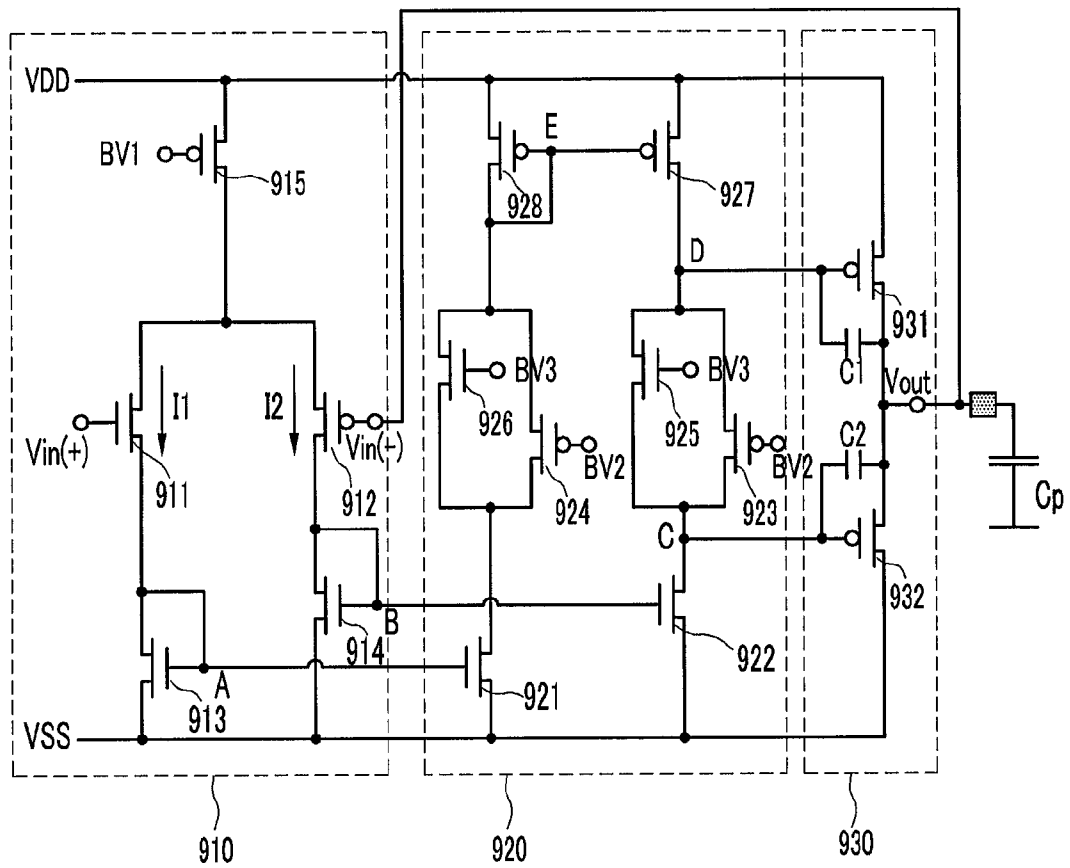 VDD
BV1
915
E
928
927
D
931
C1
Vout
I1
I2
Vin(+)
911
Vin(-)
912
BV3
926
BV2
924
BV3
925
BV2
923
C2
Cp
C
932
B
914
922
A
913
921
VSS
910
920
930